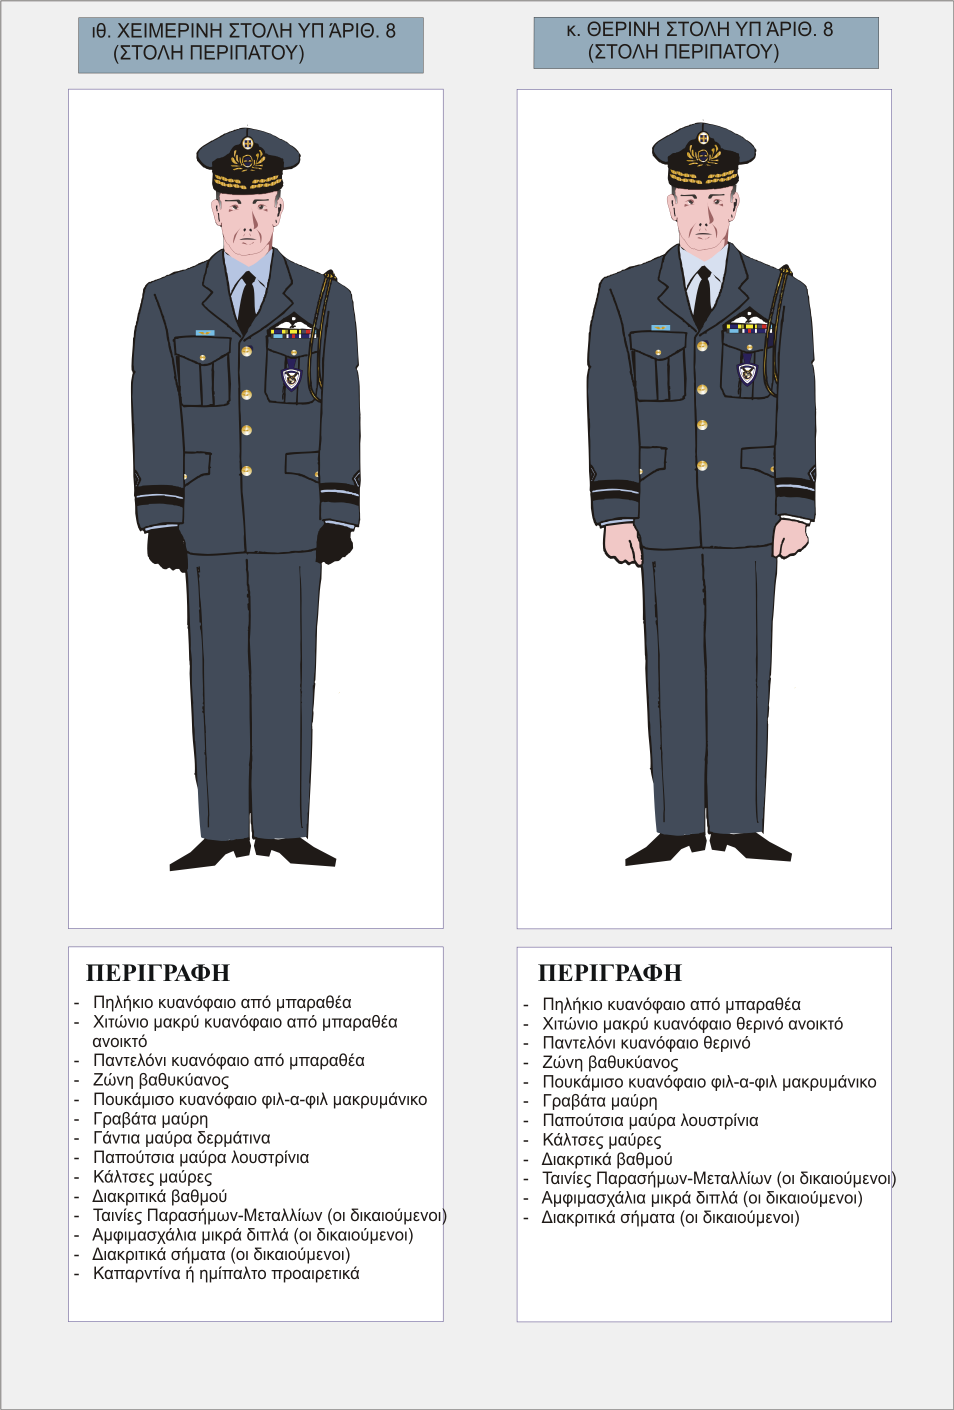 ιθ. ΧΕΙΜΕΡΙΝΗ ΣΤΟΛΗ ΥΠ ΆΡΙΘ. 8
(ΣΤΟΛΗ ΠΕΡΙΠΑΤΟΥ)
κ. ΘΕΡΙΝΗ ΣΤΟΛΗ ΥΠ ΆΡΙΘ. 8
(ΣΤΟΛΗ ΠΕΡΙΠΑΤΟΥ)
ΠΕΡΙΓΡΑΦΗ
- Πηλήκιο κυανόφαιο από μπαραθέα
- Χιτώνιο μακρύ κυανόφαιο από μπαραθέα
ανοικτό
- Παντελόνι κυανόφαιο από μπαραθέα
- Ζώνη βαθυκύανος
- Πουκάμισο κυανόφαιο φιλ-α-φιλ μακρυμάνικο
- Γραβάτα μαύρη
- Γάντια μαύρα δερμάτινα
- Παπούτσια μαύρα λουστρίνια
- Κάλτσες μαύρες
- Διακριτικά βαθμού
- Ταινίες Παρασήμων-Μεταλλίων (οι δικαιούμενοι)
- Αμφιμασχάλια μικρά διπλά (οι δικαιούμενοι)
- Διακριτικά σήματα (οι δικαιούμενοι)
- Καπαρντίνα ή ημίπαλτο προαιρετικά
ΠΕΡΙΓΡΑΦΗ
- Πηλήκιο κυανόφαιο από μπαραθέα
- Χιτώνιο μακρύ κυανόφαιο θερινό ανοικτό
- Παντελόνι κυανόφαιο θερινό
- Ζώνη βαθυκύανος
- Πουκάμισο κυανόφαιο φιλ-α-φιλ μακρυμάνικο
- Γραβάτα μαύρη
- Παπούτσια μαύρα λουστρίνια
- Κάλτσες μαύρες
- Διακρτικά βαθμού
- Ταινίες Παρασήμων-Μεταλλίων (οι δικαιούμενοι)
- Αμφιμασχάλια μικρά διπλά (οι δικαιούμενοι)
- Διακριτικά σήματα (οι δικαιούμενοι)